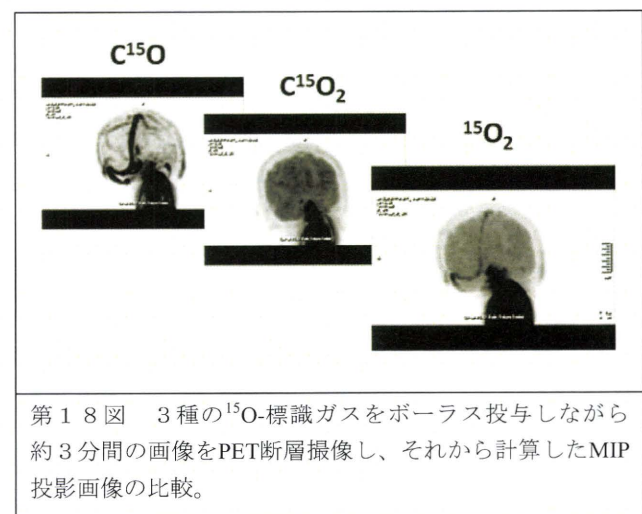 C¹⁵O
C¹⁵O₂
¹⁵O₂
第１８図　３種の¹⁵O-標識ガスをボーラス投与しながら
約３分間の画像をPET断層撮像し、それから計算したMIP
投影画像の比較。